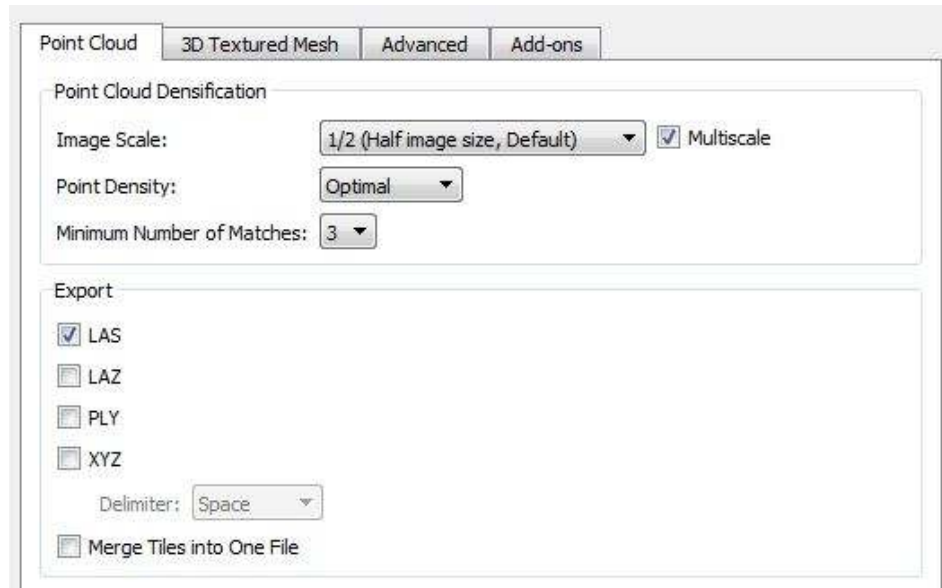 Point Cloud 3D Textured Mesh Advanced Add-ons
Point Cloud Densification
Image Scale: 1/2 (Half image size, Default) Multiscale
Point Density: Optimal
Minimum Number of Matches: 3
Export
LAS
LAZ
PLY
XYZ
Delimiter: Space
Merge Tiles into One File